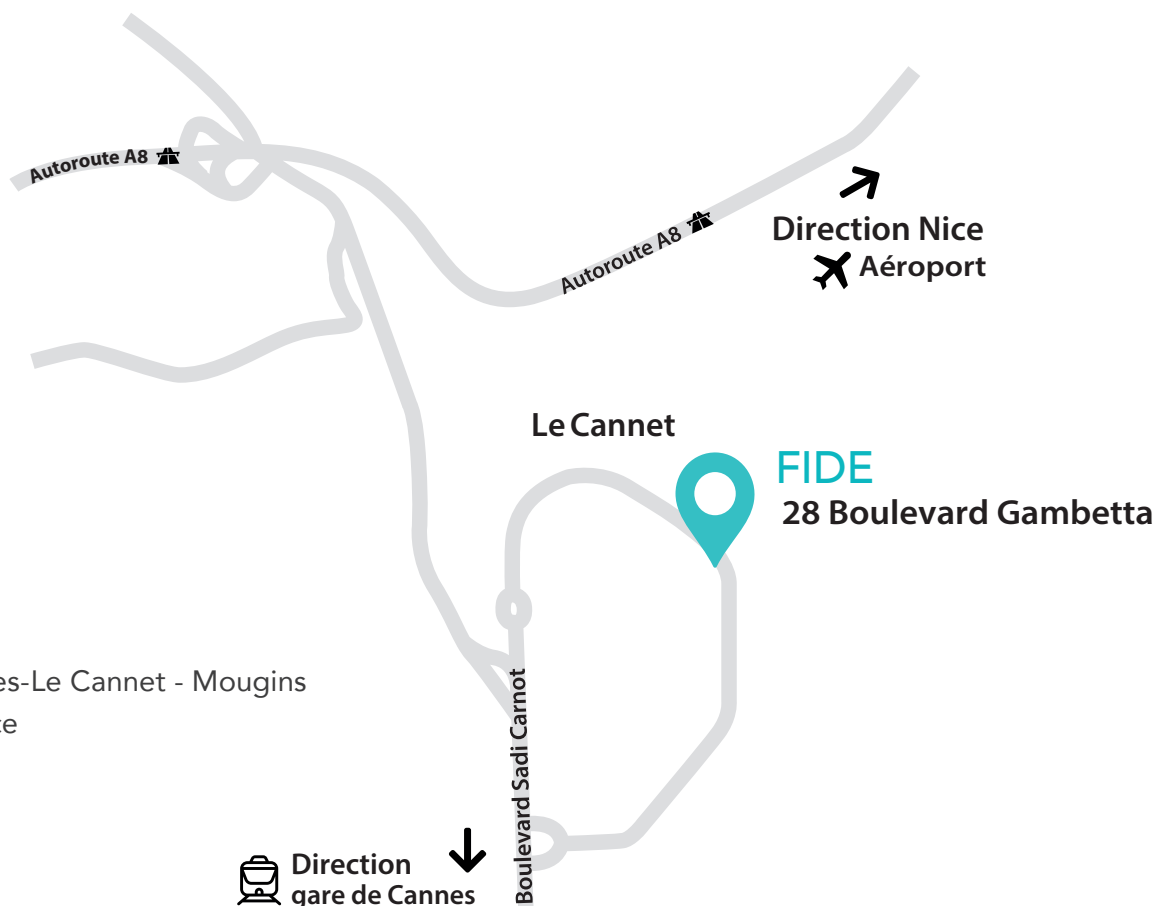 Autoroute A8
Autoroute A8
Direction Nice
Aéroport
Le Cannet
FIDE
28 Boulevard Gambetta
es-Le Cannet - Mougins
ce
Boulevard Sadi Carnot
Direction
gare de Cannes